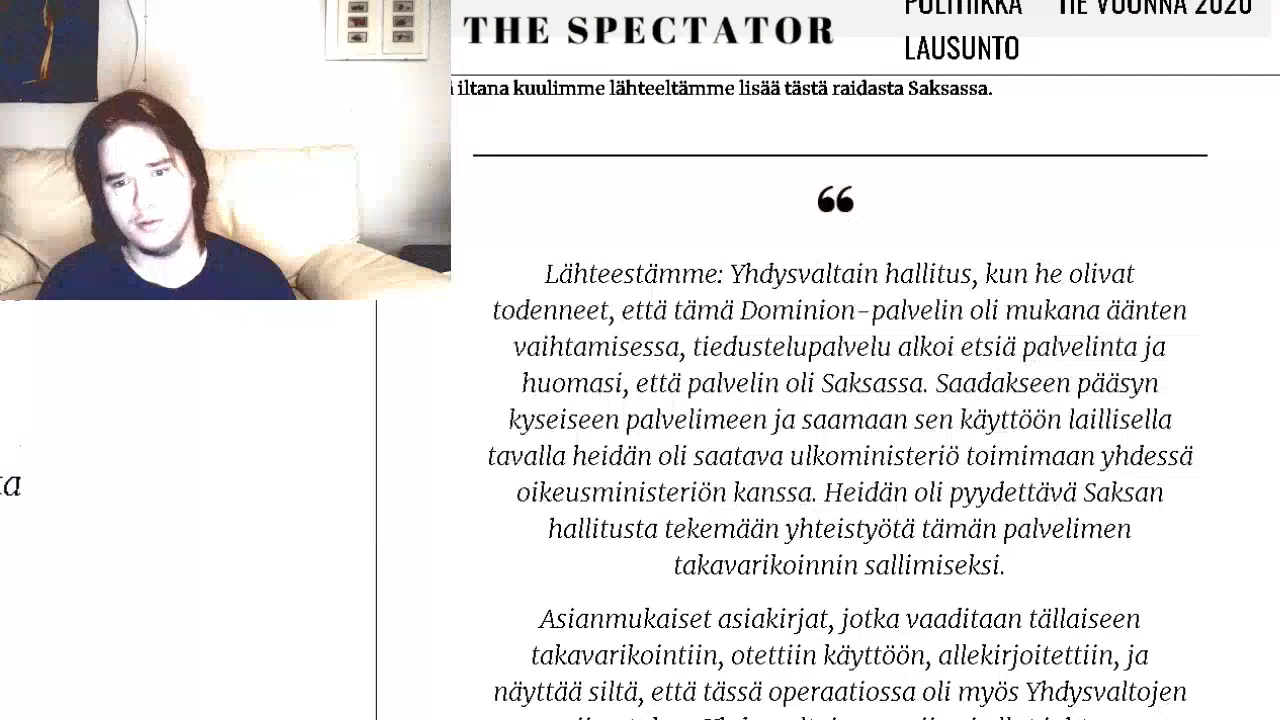 POLITIIKKA TIE VUONNA 2020
THE SPECTATOR
LAUSUNTO
iltana kuulimme lähteeltämme lisää tästä raidasta Saksassa.
❝
Lähteestämme: Yhdysvaltain hallitus, kun he olivat
todenneet, että tämä Dominion-palvelin oli mukana äänten
vaihtamisessa, tiedustelupalvelu alkoi etsiä palvelinta ja
huomasi, että palvelin oli Saksassa. Saadakseen pääsyn
kyseiseen palvelimeen ja saamaan sen käyttöön laillisella
tavalla heidän oli saatava ulkoministeriö toimimaan yhdessä
oikeusministeriön kanssa. Heidän oli pyydettävä Saksan
hallitusta tekemään yhteistyötä tämän palvelimen
takavarikoinnin sallimiseksi.
Asianmukaiset asiakirjat, jotka vaaditaan tällaiseen
takavarikointiin, otettiin käyttöön, allekirjoitettiin, ja
näyttää siltä, että tässä operaatiossa oli myös Yhdysvaltojen